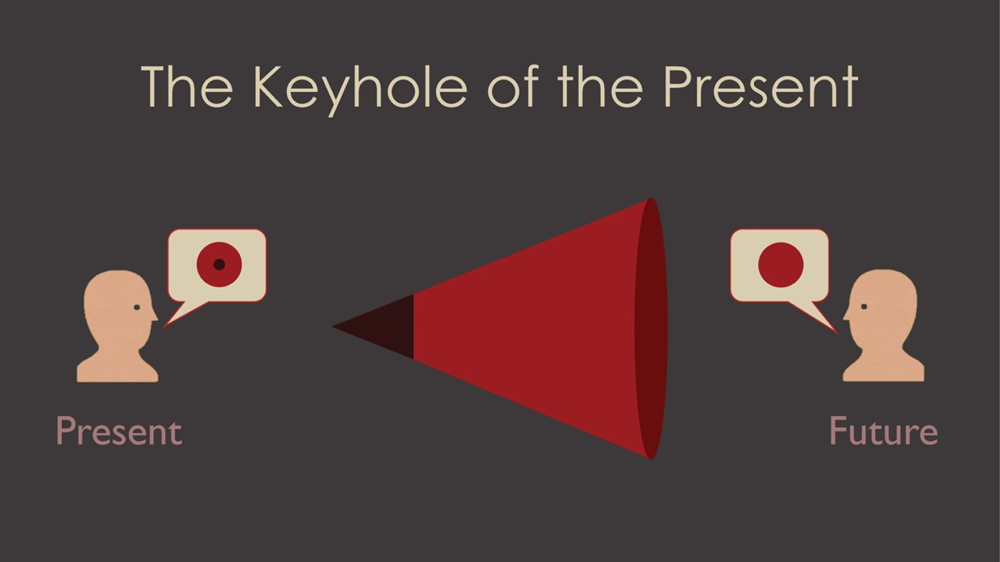 The Keyhole of the Present
Present
Future